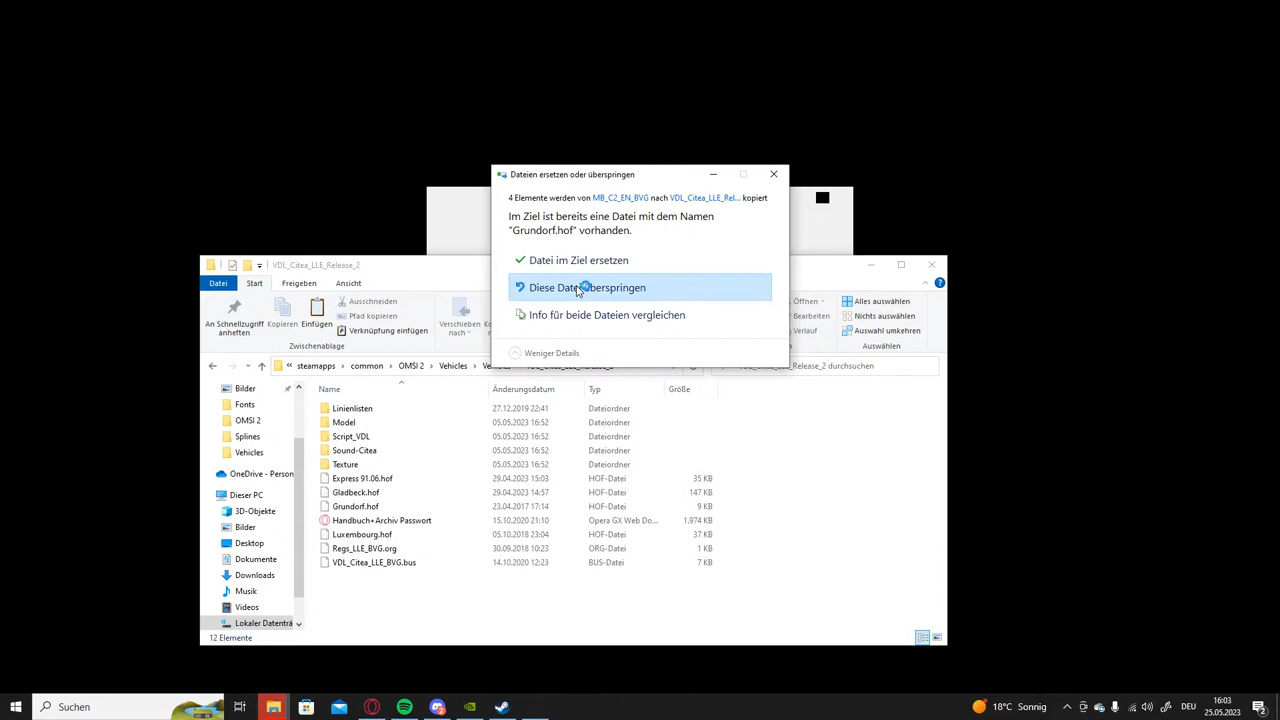 Dateien ersetzen oder überspringen
4 Elemente werden von MB_C2_EN_BVG nach VDL_Citea_LLE_Rel... kopiert
Im Ziel ist bereits eine Datei mit dem Namen
"Grundorf.hof" vorhanden.
Datei im Ziel ersetzen
Diese Datei überspringen
Info für beide Dateien vergleichen
Weniger Details
VDL_Citea_LLE_Release_2
Datei Start Freigeben Ansicht
An Schnellzugriff
anheften
Kopieren
Einfügen
Ausschneiden
Pfad kopieren
Verknüpfung einfügen
Zwischenablage
Verschieben
nach
Öffnen
Bearbeiten
Verlauf
Alles auswählen
Nichts auswählen
Auswahl umkehren
Auswählen
« steamapps > common > OMSI 2 > Vehicles >
durchsuchen
Name Änderungsdatum Typ Größe
Linienlisten 27.12.2019 22:41 Dateiordner
Model 05.05.2023 16:52 Dateiordner
Script_VDL 05.05.2023 16:52 Dateiordner
Sound-Citea 05.05.2023 16:52 Dateiordner
Texture 05.05.2023 16:52 Dateiordner
Express 91.06.hof 29.04.2023 15:03 HOF-Datei 35 KB
Gladbeck.hof 29.04.2023 14:57 HOF-Datei 147 KB
Grundorf.hof 23.04.2017 17:14 HOF-Datei 9 KB
Handbuch+Archiv Passwort 15.10.2020 21:10 Opera GX Web Do... 1.974 KB
Luxembourg.hof 05.10.2018 23:04 HOF-Datei 37 KB
Regs_LLE_BVG.org 30.09.2018 10:23 ORG-Datei 1 KB
VDL_Citea_LLE_BVG.bus 14.10.2020 12:23 BUS-Datei 7 KB
Bilder
Fonts
OMSI 2
Splines
Vehicles
OneDrive - Person
Dieser PC
3D-Objekte
Bilder
Desktop
Dokumente
Downloads
Musik
Videos
Lokaler Datenträ
12 Elemente
Suchen
18°C Sonnig
DEU
16:03
25.05.2023